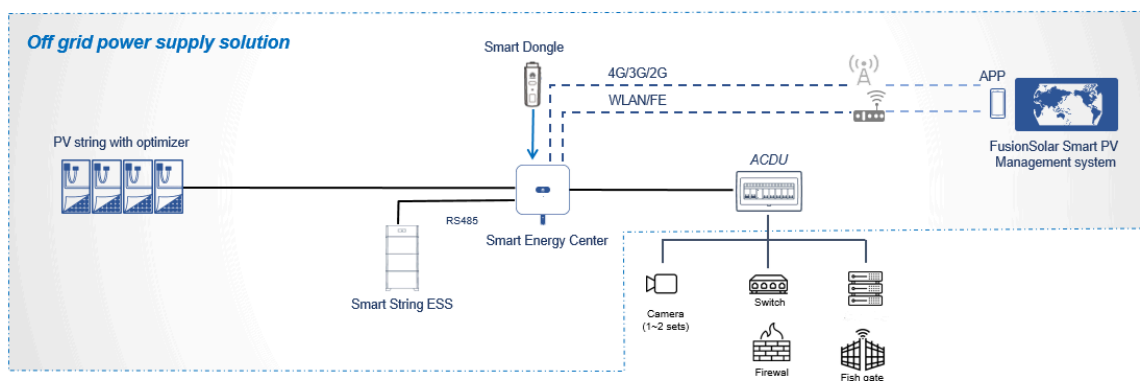 Off grid power supply solution
Smart Dongle
4G/3G/2G
APP
WLAN/FE
PV string with optimizer
FusionSolar Smart PV
Management system
ACDU
RS485
Smart Energy Center
Smart String ESS
Camera
(1~2 sets)
Switch
Firewal
Fish gate